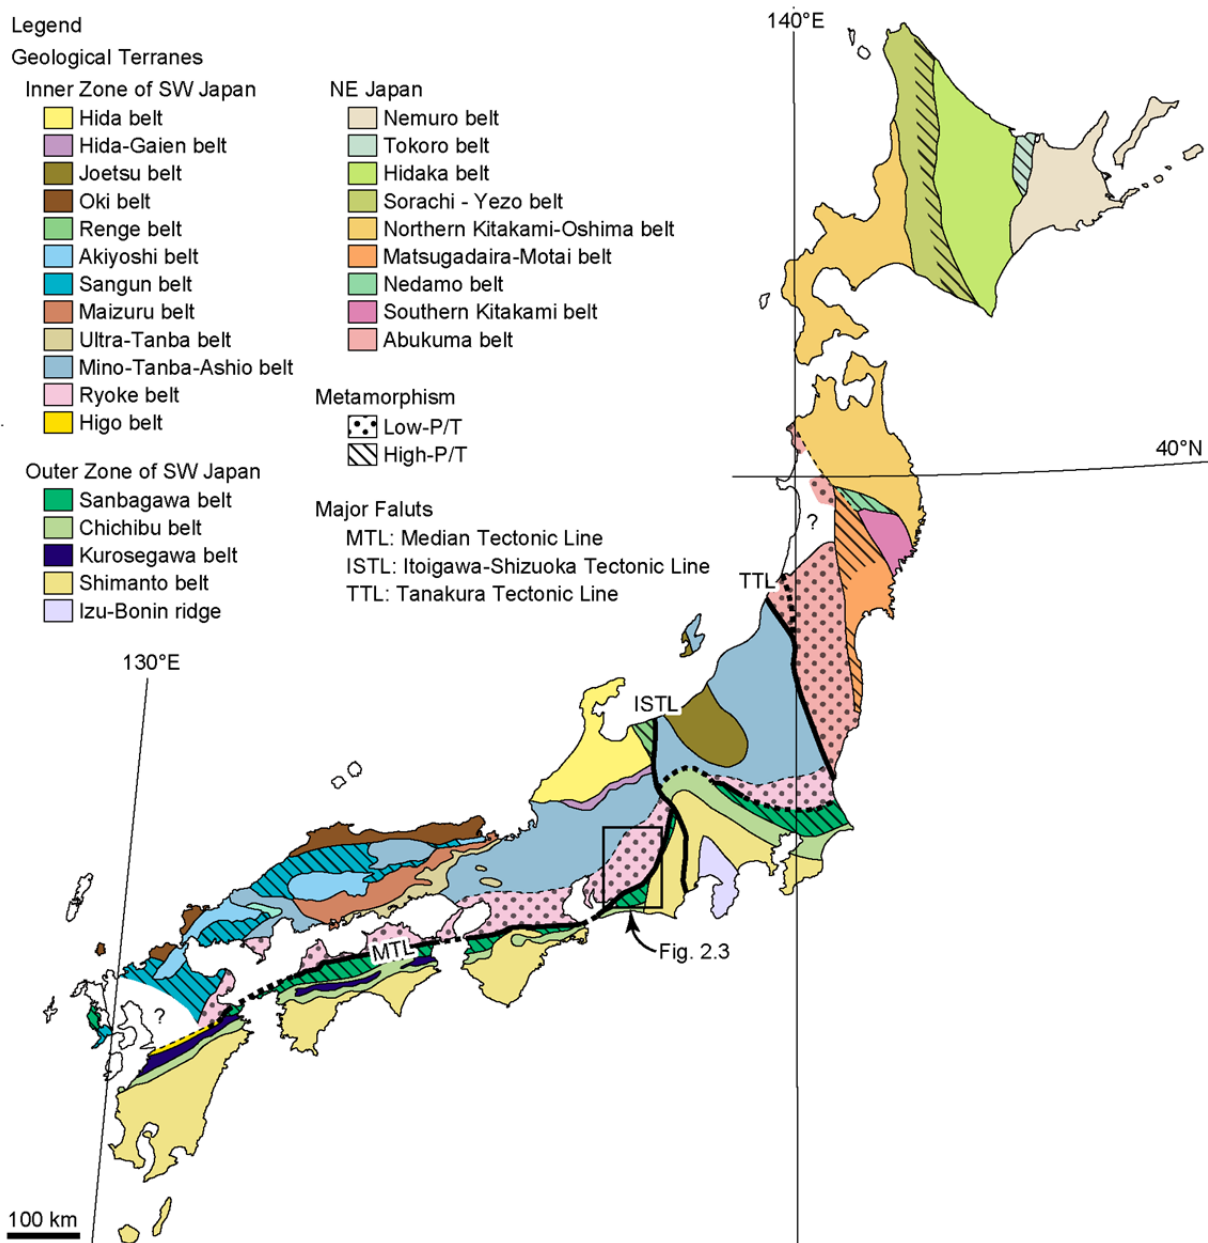 Legend
Geological Terranes
Inner Zone of SW Japan
Hida belt
Hida-Gaien belt
Joetsu belt
Oki belt
Renge belt
Akiyoshi belt
Sangun belt
Maizuru belt
Ultra-Tanba belt
Mino-Tanba-Ashio belt
Ryoke belt
Higo belt
Outer Zone of SW Japan
Sanbagawa belt
Chichibu belt
Kurosegawa belt
Shimanto belt
Izu-Bonin ridge
NE Japan
Nemuro belt
Tokoro belt
Hidaka belt
Sorachi - Yezo belt
Northern Kitakami-Oshima belt
Matsugadaira-Motai belt
Nedamo belt
Southern Kitakami belt
Abukuma belt
Metamorphism
Low-P/T
High-P/T
Major Faluts
MTL: Median Tectonic Line
ISTL: Itoigawa-Shizuoka Tectonic Line
TTL: Tanakura Tectonic Line
140°E
40°N
?
TTL
130°E
ISTL
MTL
Fig. 2.3
?
100 km